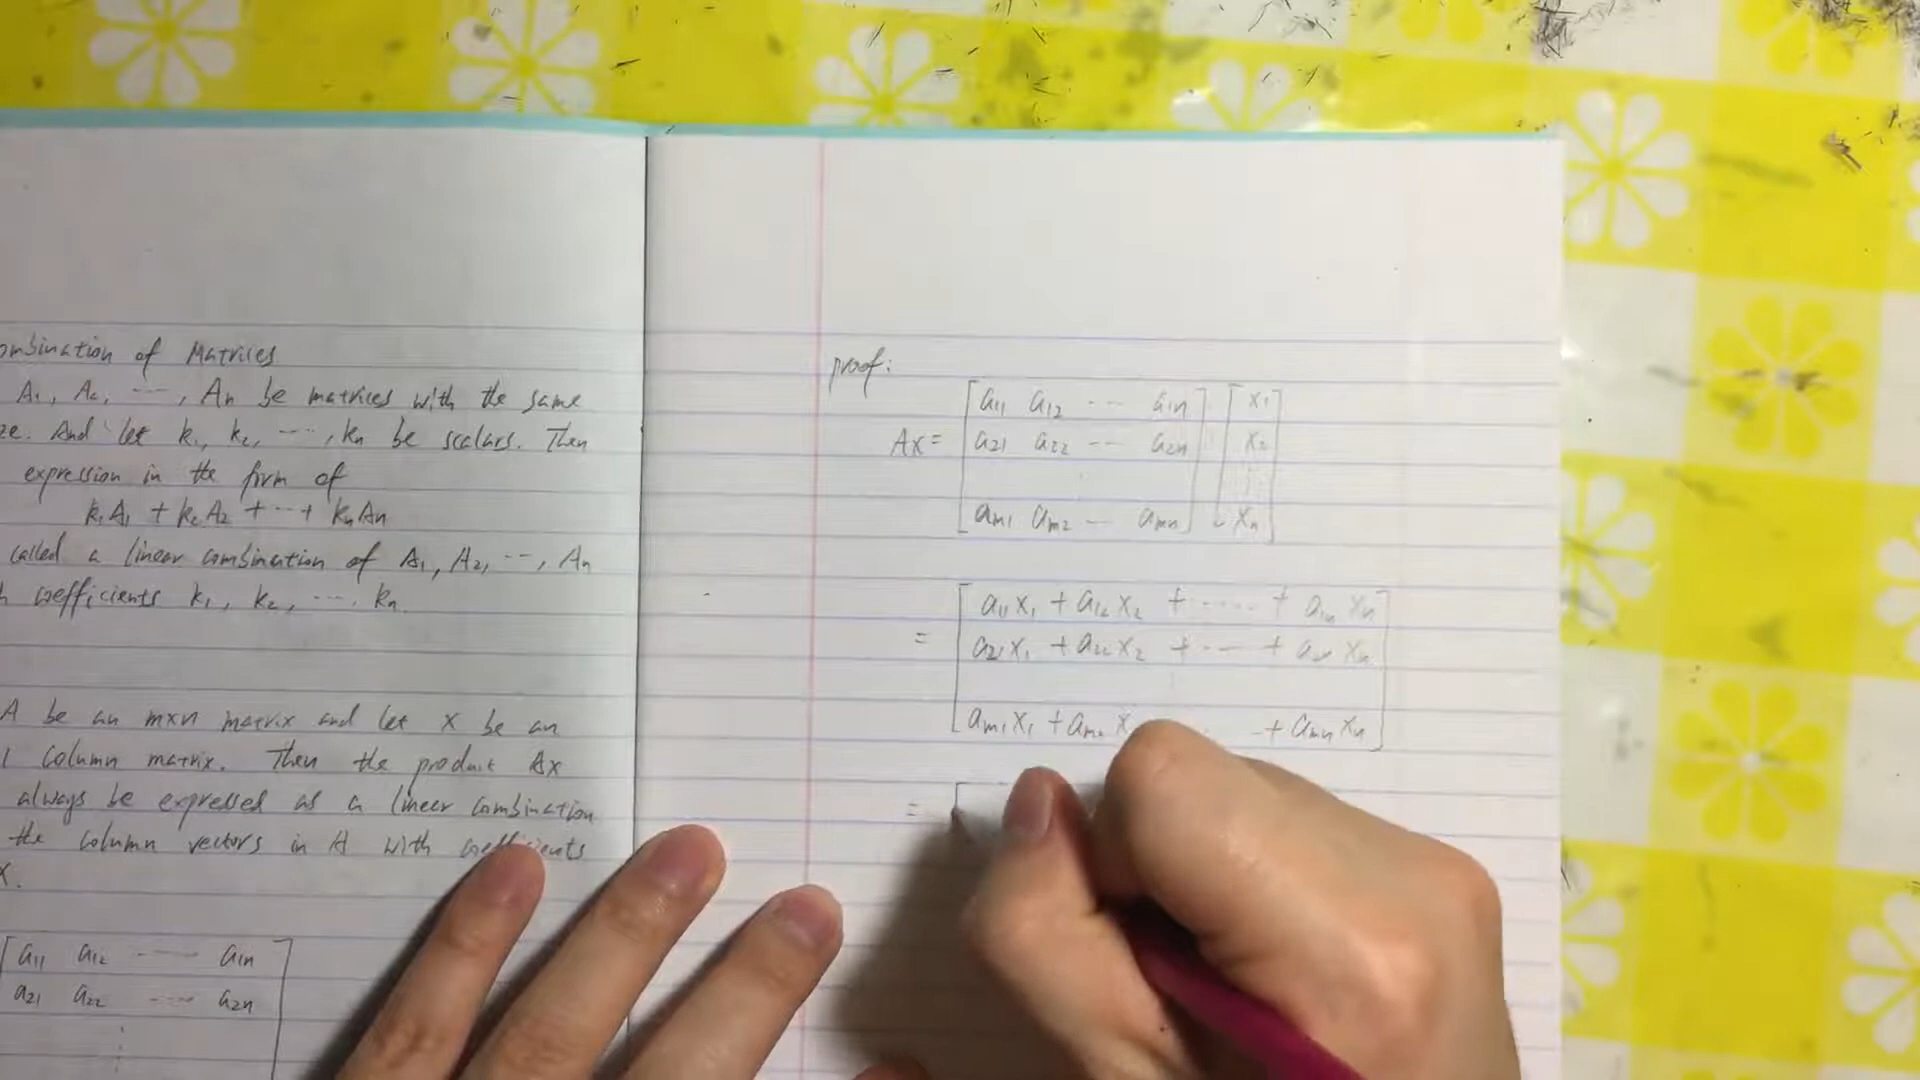 ombination of Matrices
A1, A2, ----, An be matrices with the same
ze. And let k1, k2, ----, kn be scalars. Then
expression in the form of
k1A1 + k2A2 + --- + knAn
called a linear combination of A1, A2, ---, An
h coefficients k1, k2, ---- kn.
A be an mxn matrix and let X be an
1 column matrix. Then the product AX
always be expressed as a linear combination
the column vectors in A with coefficients
X.
a11 a12 ---- a1n
a21 a22 ---- a2n
proof:
AX = [a11 a12 --- a1n] [x1]
[a21 a22 --- a2n] [x2]
[am1 am2 --- amn] [xn]
= [a11x1 + a12x2 + ..... + a1nxn]
[a21x1 + a22x2 + --- + a2nxn]
[am1x1 + am2x + amnxn]
= [